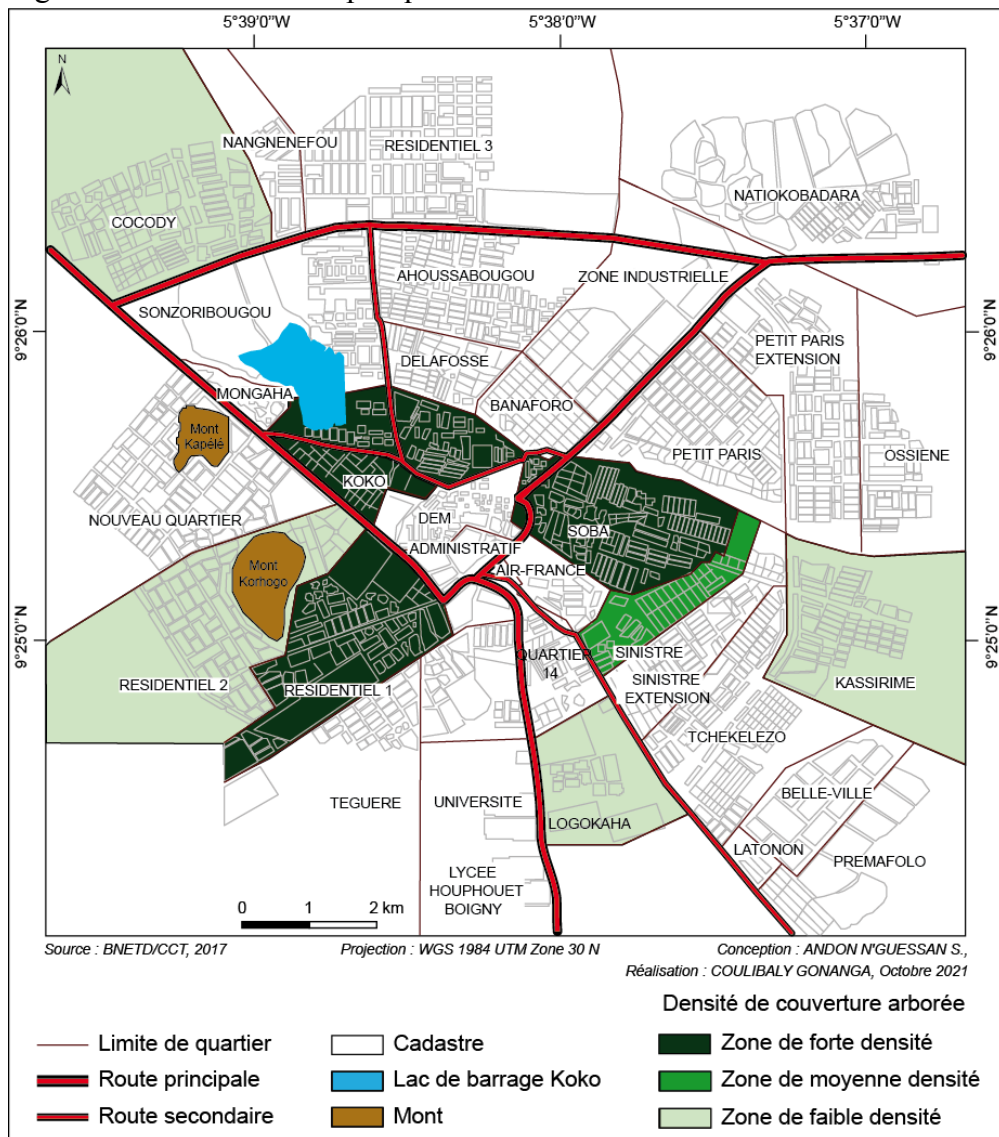 5°39'0"W 5°38'0"W 5°37'0"W
N
NANGNENEFOU
RESIDENTIEL 3
NATIOKOBADARA
COCODY
AHOUSSABOUGOU
ZONE INDUSTRIELLE
SONZORIBOUGOU
9°26'0"N
9°26'0"N
PETIT PARIS
EXTENSION
DELAFOSSE
MONGAHA
BANAFORO
Mont
Kapélé
PETIT PARIS
OSSIENE
KOKO
NOUVEAU QUARTIER
DEM
SOBA
ADMINISTRATIF
AIR-FRANCE
Mont
Korhogo
9°25'0"N
9°25'0"N
QUARTIER
14
SINISTRE
SINISTRE
EXTENSION
RESIDENTIEL 2
RESIDENTIEL 1
KASSIRIME
TCHEKELEZO
TEGUERE
UNIVERSITE
BELLE-VILLE
LOGOKAHA
LATONON
PREMAFOLO
LYCEE
HOUPHOUET
BOIGNY
0 1 2 km
Source : BNETD/CCT, 2017 Projection : WGS 1984 UTM Zone 30 N Conception : ANDON N'GUESSAN S.,
Réalisation : COULIBALY GONANGA, Octobre 2021
Densité de couverture arborée
Limite de quartier
Cadastre
Zone de forte densité
Route principale
Lac de barrage Koko
Zone de moyenne densité
Route secondaire
Mont
Zone de faible densité